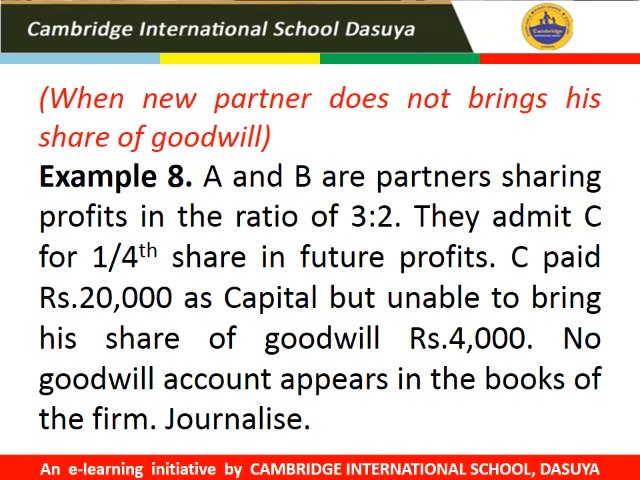 Cambridge International School Dasuya
Cambridge
(When new partner does not brings his
share of goodwill)
Example 8. A and B are partners sharing
profits in the ratio of 3:2. They admit C
for 1/4th share in future profits. C paid
Rs.20,000 as Capital but unable to bring
his share of goodwill Rs.4,000. No
goodwill account appears in the books of
the firm. Journalise.
An e-learning initiative by CAMBRIDGE INTERNATIONAL SCHOOL, DASUYA